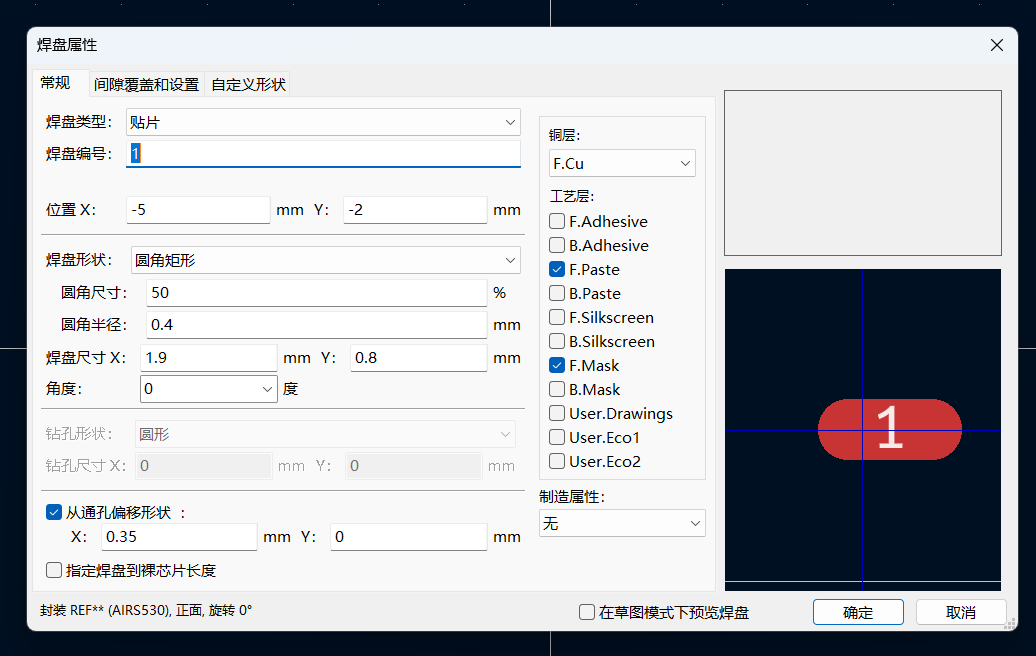 焊盘属性
常规 间隙覆盖和设置 自定义形状
焊盘类型: 贴片
焊盘编号: 1
位置 X: -5 mm Y: -2 mm
焊盘形状: 圆角矩形
圆角尺寸: 50 %
圆角半径: 0.4 mm
焊盘尺寸 X: 1.9 mm Y: 0.8 mm
角度: 0 度
钻孔形状: 圆形
钻孔尺寸 X: 0 mm Y: 0 mm
从通孔偏移形状 :
X: 0.35 mm Y: 0 mm
指定焊盘到裸芯片长度
铜层:
F.Cu
工艺层:
F.Adhesive
B.Adhesive
F.Paste
B.Paste
F.Silkscreen
B.Silkscreen
F.Mask
B.Mask
User.Drawings
User.Eco1
User.Eco2
制造属性:
无
1
封装 REF** (AIRS530), 正面, 旋转 0°
在草图模式下预览焊盘 确定 取消